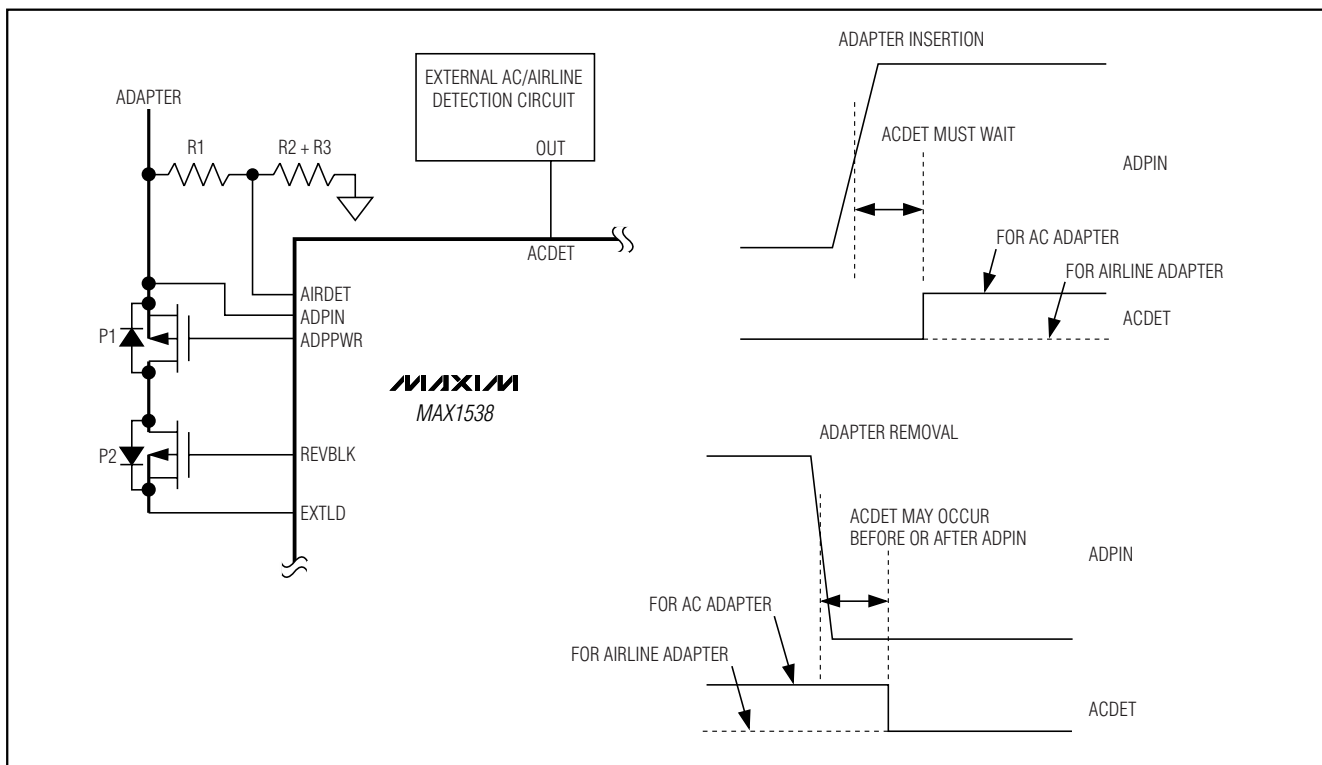 ADAPTER
R1
R2 + R3
EXTERNAL AC/AIRLINE
DETECTION CIRCUIT
OUT
ACDET
AIRDET
ADPIN
ADPPWR
P1
MAXIM
MAX1538
P2
REVBLK
EXTLD
ADAPTER INSERTION
ACDET MUST WAIT
ADPIN
FOR AC ADAPTER
FOR AIRLINE ADAPTER
ACDET
ADAPTER REMOVAL
ACDET MAY OCCUR
BEFORE OR AFTER ADPIN
ADPIN
FOR AC ADAPTER
FOR AIRLINE ADAPTER
ACDET